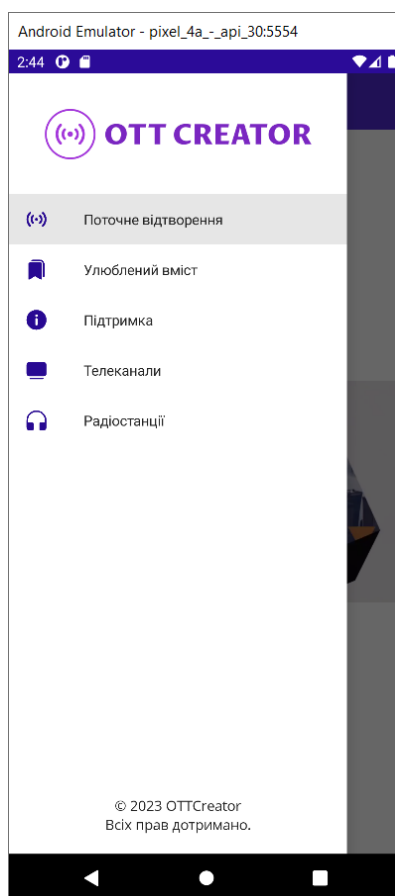 Android Emulator - pixel_4a_-_api_30:5554
2:44
OTT CREATOR
Поточне відтворення
Улюблений вміст
Підтримка
Телеканали
Радіостанції
© 2023 OTTCreator
Всіх прав дотримано.